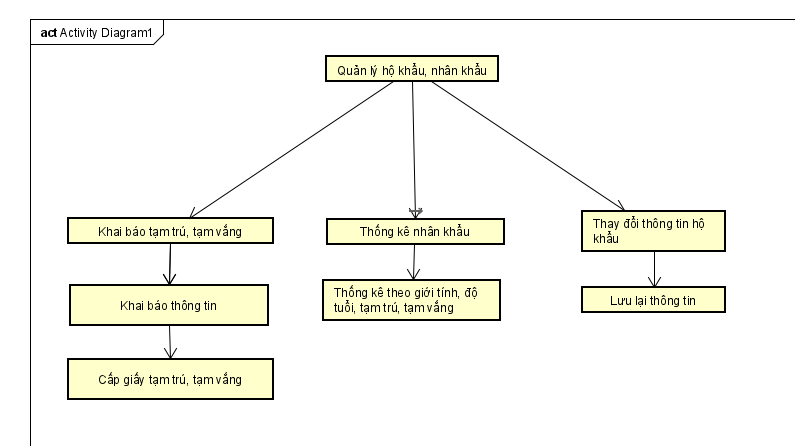 act Activity Diagram1
Quản lý hộ khẩu, nhân khẩu
Khai báo tạm trú, tạm vắng
Thống kê nhân khẩu
Thay đổi thông tin hộ
khẩu
Khai báo thông tin
Thống kê theo giới tính, độ
tuổi, tạm trú, tạm vắng
Lưu lại thông tin
Cấp giấy tạm trú, tạm vắng